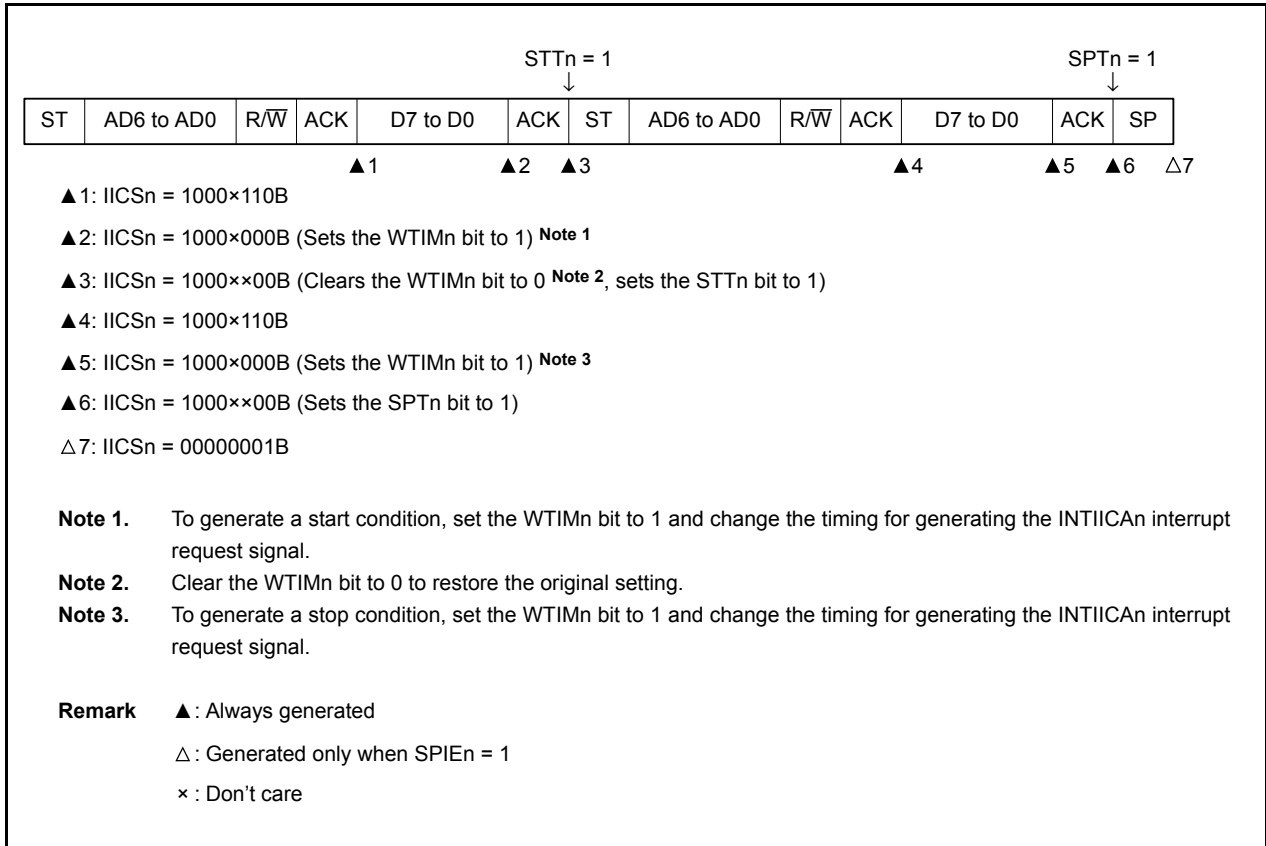 STTn = 1 SPTn = 1
↓ ↓
ST AD6 to AD0 R/W̅ ACK D7 to D0 ACK ST AD6 to AD0 R/W̅ ACK D7 to D0 ACK SP
▲1 ▲2 ▲3 ▲4 ▲5 ▲6 △7
▲1: IICSn = 1000×110B
▲2: IICSn = 1000×000B (Sets the WTIMn bit to 1) Note 1
▲3: IICSn = 1000××00B (Clears the WTIMn bit to 0 Note 2, sets the STTn bit to 1)
▲4: IICSn = 1000×110B
▲5: IICSn = 1000×000B (Sets the WTIMn bit to 1) Note 3
▲6: IICSn = 1000××00B (Sets the SPTn bit to 1)
△7: IICSn = 00000001B
Note 1. To generate a start condition, set the WTIMn bit to 1 and change the timing for generating the INTIICAn interrupt
request signal.
Note 2. Clear the WTIMn bit to 0 to restore the original setting.
Note 3. To generate a stop condition, set the WTIMn bit to 1 and change the timing for generating the INTIICAn interrupt
request signal.
Remark ▲: Always generated
△: Generated only when SPIEn = 1
×: Don't care